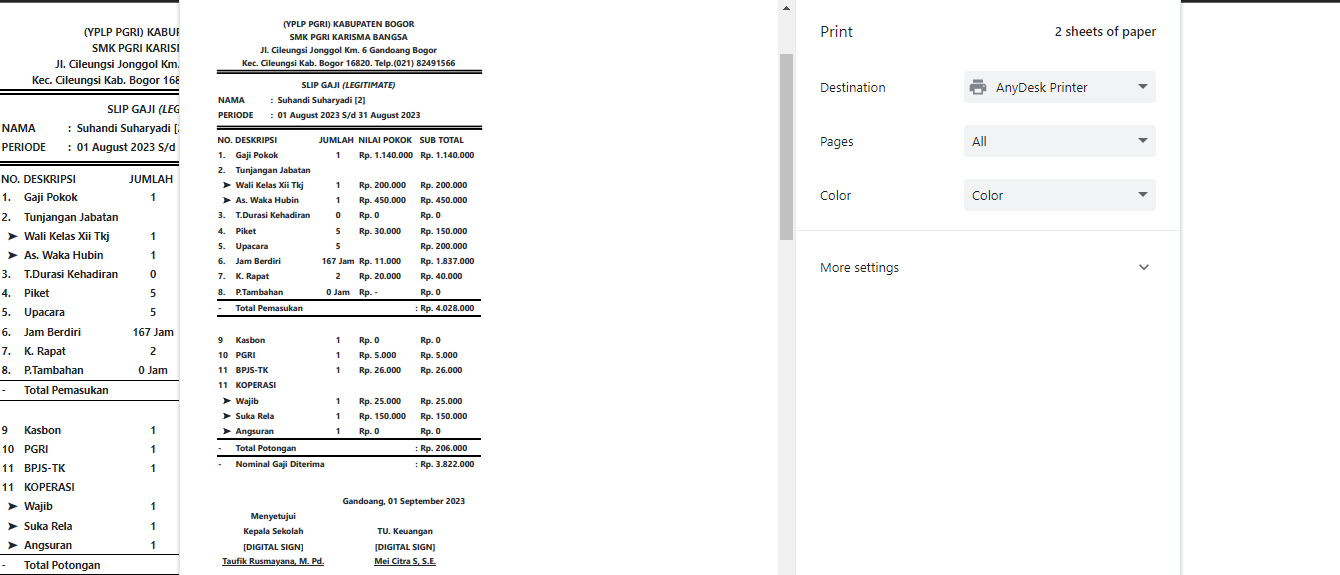 (YPLP PGRI) KABUP
SMK PGRI KARISI
Jl. Cileungsi Jonggol Km.
Kec. Cileungsi Kab. Bogor 168
SLIP GAJI (LEG
NAMA : Suhandi Suharyadi [2
PERIODE : 01 August 2023 S/d
NO. DESKRIPSI JUMLAH
1. Gaji Pokok 1
2. Tunjangan Jabatan
➤ Wali Kelas Xii Tkj 1
➤ As. Waka Hubin 1
3. T.Durasi Kehadiran 0
4. Piket 5
5. Upacara 5
6. Jam Berdiri 167 Jam
7. K. Rapat 2
8. P.Tambahan 0 Jam
- Total Pemasukan
9 Kasbon 1
10 PGRI 1
11 BPJS-TK 1
11 KOPERASI
➤ Wajib 1
➤ Suka Rela 1
➤ Angsuran 1
- Total Potongan
(YPLP PGRI) KABUPATEN BOGOR
SMK PGRI KARISMA BANGSA
Jl. Cileungsi Jonggol Km. 6 Gandoang Bogor
Kec. Cileungsi Kab. Bogor 16820. Telp.(021) 82491566
SLIP GAJI (LEGITIMATE)
NAMA : Suhandi Suharyadi [2]
PERIODE : 01 August 2023 S/d 31 August 2023
NO. DESKRIPSI JUMLAH NILAI POKOK SUB TOTAL
1. Gaji Pokok 1 Rp. 1.140.000 Rp. 1.140.000
2. Tunjangan Jabatan
➤ Wali Kelas Xii Tkj 1 Rp. 200.000 Rp. 200.000
➤ As. Waka Hubin 1 Rp. 450.000 Rp. 450.000
3. T.Durasi Kehadiran 0 Rp. 0 Rp. 0
4. Piket 5 Rp. 30.000 Rp. 150.000
5. Upacara 5 Rp. 200.000
6. Jam Berdiri 167 Jam Rp. 11.000 Rp. 1.837.000
7. K. Rapat 2 Rp. 20.000 Rp. 40.000
8. P.Tambahan 0 Jam Rp. - Rp. 0
- Total Pemasukan : Rp. 4.028.000
9 Kasbon 1 Rp. 0 Rp. 0
10 PGRI 1 Rp. 5.000 Rp. 5.000
11 BPJS-TK 1 Rp. 26.000 Rp. 26.000
11 KOPERASI
➤ Wajib 1 Rp. 25.000 Rp. 25.000
➤ Suka Rela 1 Rp. 150.000 Rp. 150.000
➤ Angsuran 1 Rp. 0 Rp. 0
- Total Potongan : Rp. 206.000
- Nominal Gaji Diterima : Rp. 3.822.000
Gandoang, 01 September 2023
Menyetujui
Kepala Sekolah TU. Keuangan
[DIGITAL SIGN] [DIGITAL SIGN]
Taufik Rusmayana, M. Pd. Mei Citra S, S.E.
Print 2 sheets of paper
Destination AnyDesk Printer
Pages All
Color Color
More settings